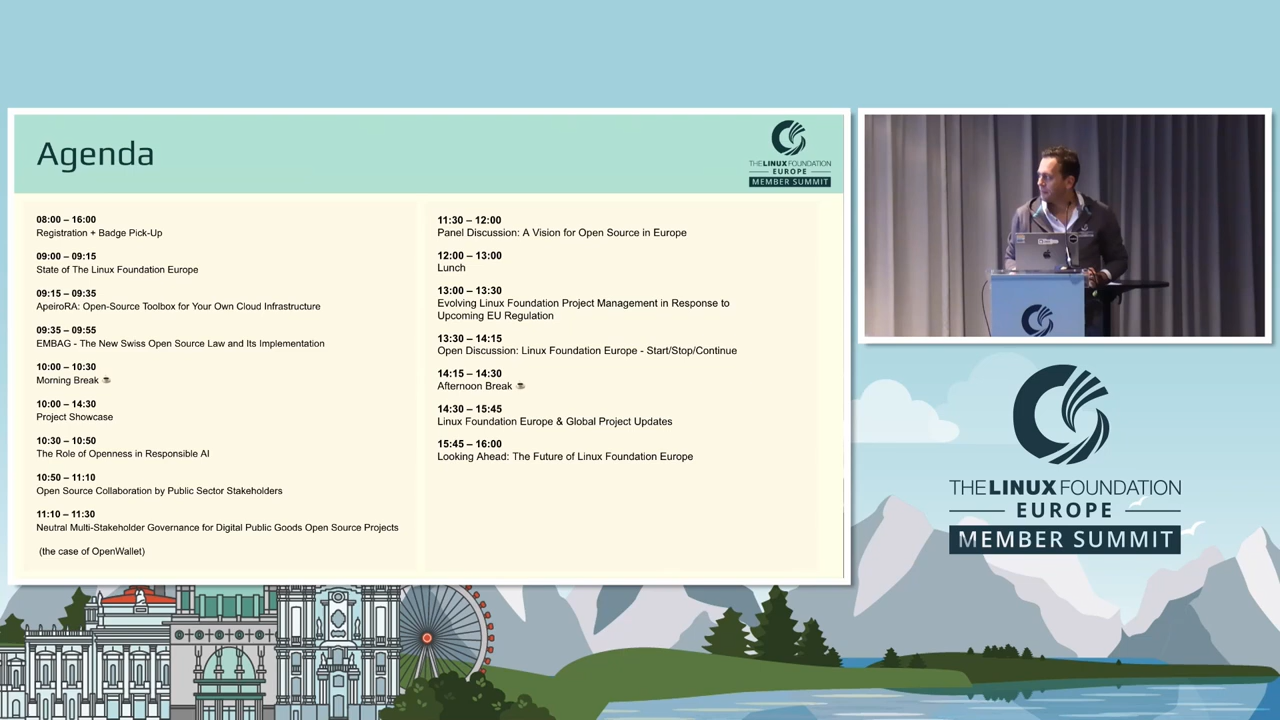 Agenda
THE LINUX FOUNDATION
EUROPE
MEMBER SUMMIT
08:00 – 16:00
Registration + Badge Pick-Up
09:00 – 09:15
State of The Linux Foundation Europe
09:15 – 09:35
ApeiroRA: Open-Source Toolbox for Your Own Cloud Infrastructure
09:35 – 09:55
EMBAG - The New Swiss Open Source Law and Its Implementation
10:00 – 10:30
Morning Break ☕
10:00 – 14:30
Project Showcase
10:30 – 10:50
The Role of Openness in Responsible AI
10:50 – 11:10
Open Source Collaboration by Public Sector Stakeholders
11:10 – 11:30
Neutral Multi-Stakeholder Governance for Digital Public Goods Open Source Projects
(the case of OpenWallet)
11:30 – 12:00
Panel Discussion: A Vision for Open Source in Europe
12:00 – 13:00
Lunch
13:00 – 13:30
Evolving Linux Foundation Project Management in Response to
Upcoming EU Regulation
13:30 – 14:15
Open Discussion: Linux Foundation Europe - Start/Stop/Continue
14:15 – 14:30
Afternoon Break ☕
14:30 – 15:45
Linux Foundation Europe & Global Project Updates
15:45 – 16:00
Looking Ahead: The Future of Linux Foundation Europe
THE LINUX FOUNDATION
EUROPE
MEMBER SUMMIT